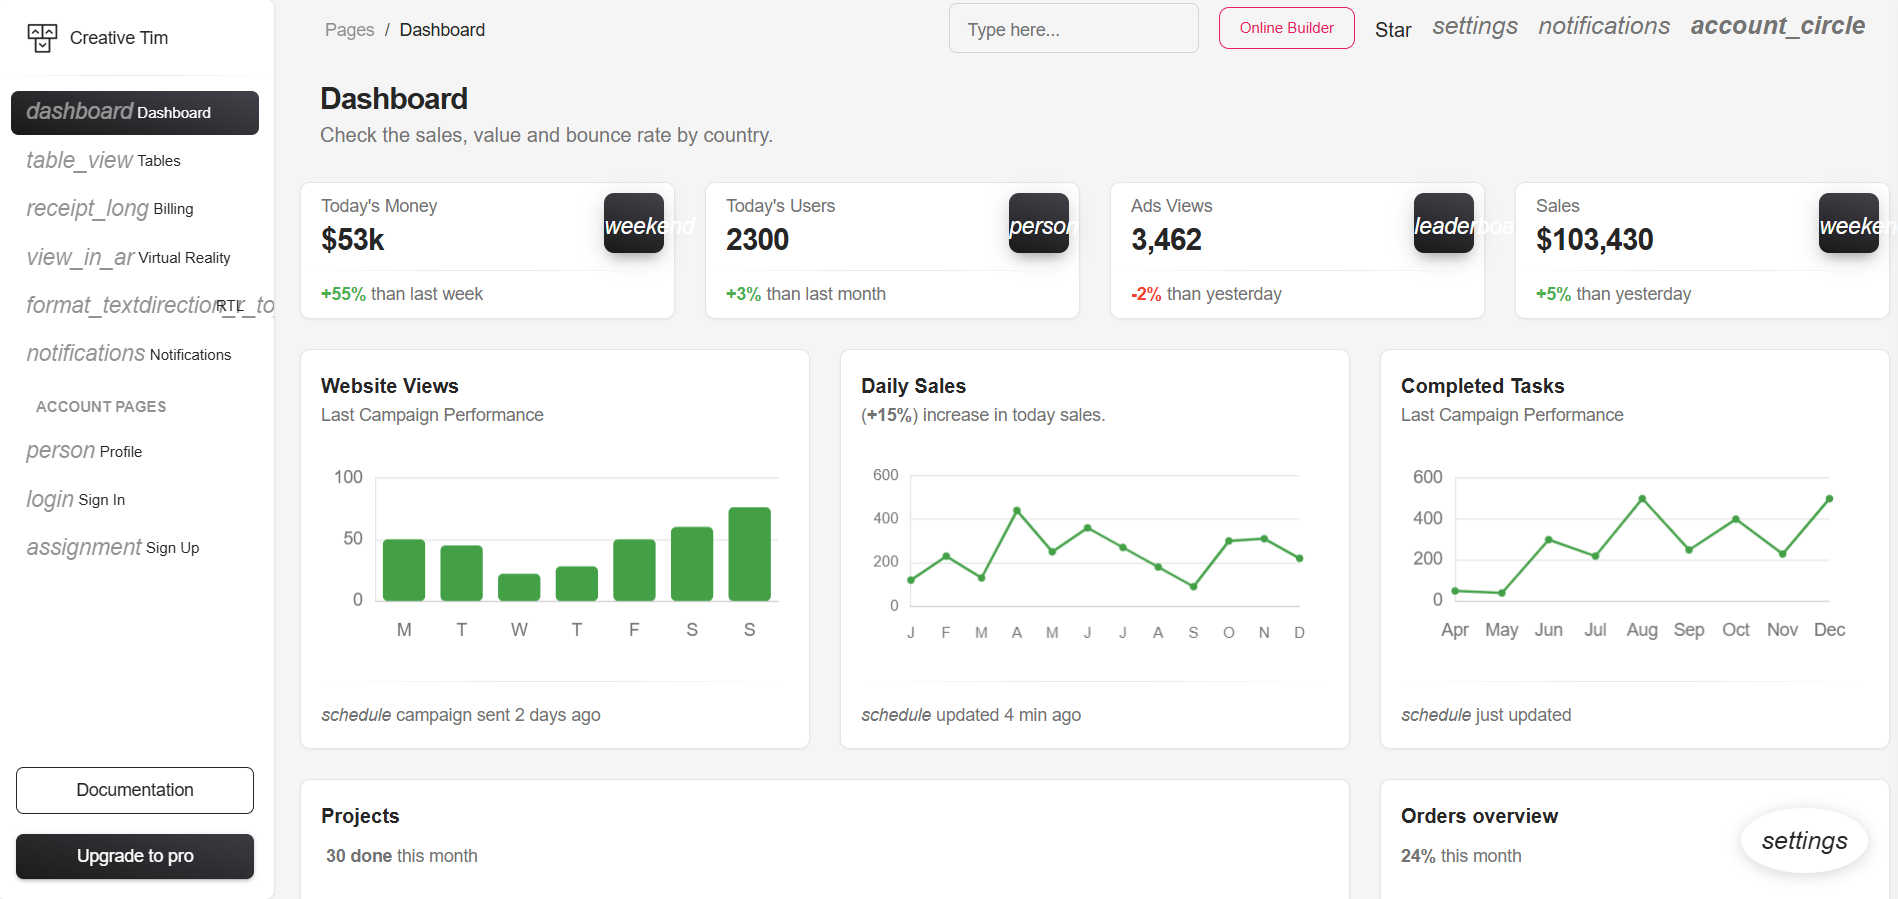 Creative Tim
dashboard Dashboard
table_view Tables
receipt_long Billing
view_in_ar Virtual Reality
RTL
notifications Notifications
ACCOUNT PAGES
person Profile
login Sign In
assignment Sign Up
Documentation
Upgrade to pro
Pages / Dashboard
Type here...
Online Builder
Star
settings
notifications
account_circle
Dashboard
Check the sales, value and bounce rate by country.
Today's Money
$53k
weekend
+55% than last week
Today's Users
2300
person
+3% than last month
Ads Views
3,462
leaderboa
-2% than yesterday
Sales
$103,430
weeken
+5% than yesterday
Website Views
Last Campaign Performance
100
50
0
M T W T F S S
schedule campaign sent 2 days ago
Daily Sales
(+15%) increase in today sales.
600
400
200
0
J F M A M J J A S O N D
schedule updated 4 min ago
Completed Tasks
Last Campaign Performance
600
400
200
0
Apr May Jun Jul Aug Sep Oct Nov Dec
schedule just updated
Projects
30 done this month
Orders overview
24% this month
settings